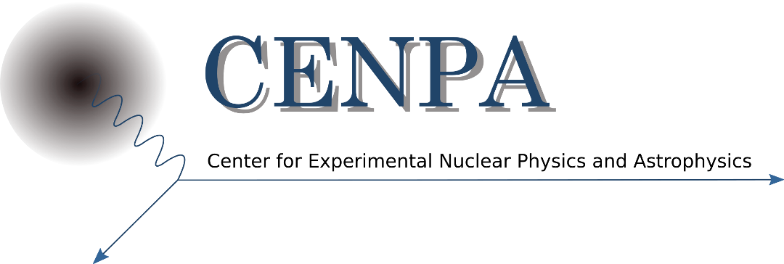 CENPA
Center for Experimental Nuclear Physics and Astrophysics